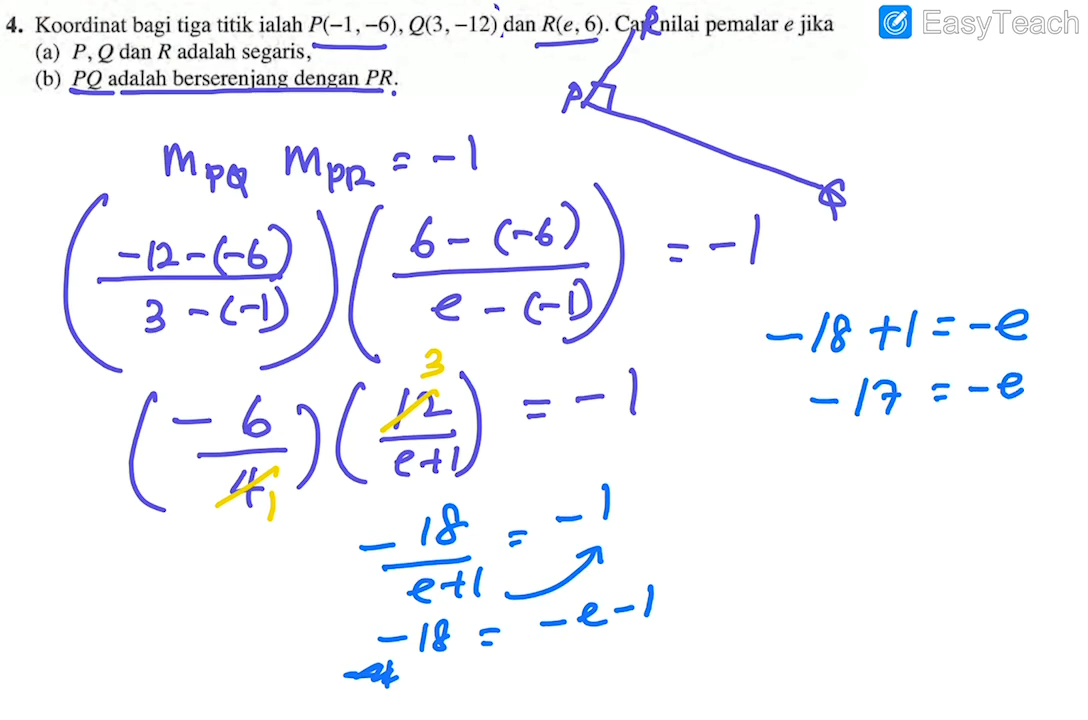 4. Koordinat bagi tiga titik ialah P(−1, −6), Q(3, −12) dan R(e, 6). Cari nilai pemalar e jika
EasyTeach
(a) P, Q dan R adalah segaris,
(b) PQ adalah berserenjang dengan PR.
R
P
Q
m_PQ m_PR = -1
((-12-(-6))/(3-(-1))) ((6-(-6))/(e-(-1))) = -1
-18 + 1 = -e
-17 = -e
3
(-6/4) (12/(e+1)) = -1
1
-18/(e+1) = -1
-18 = -e-1